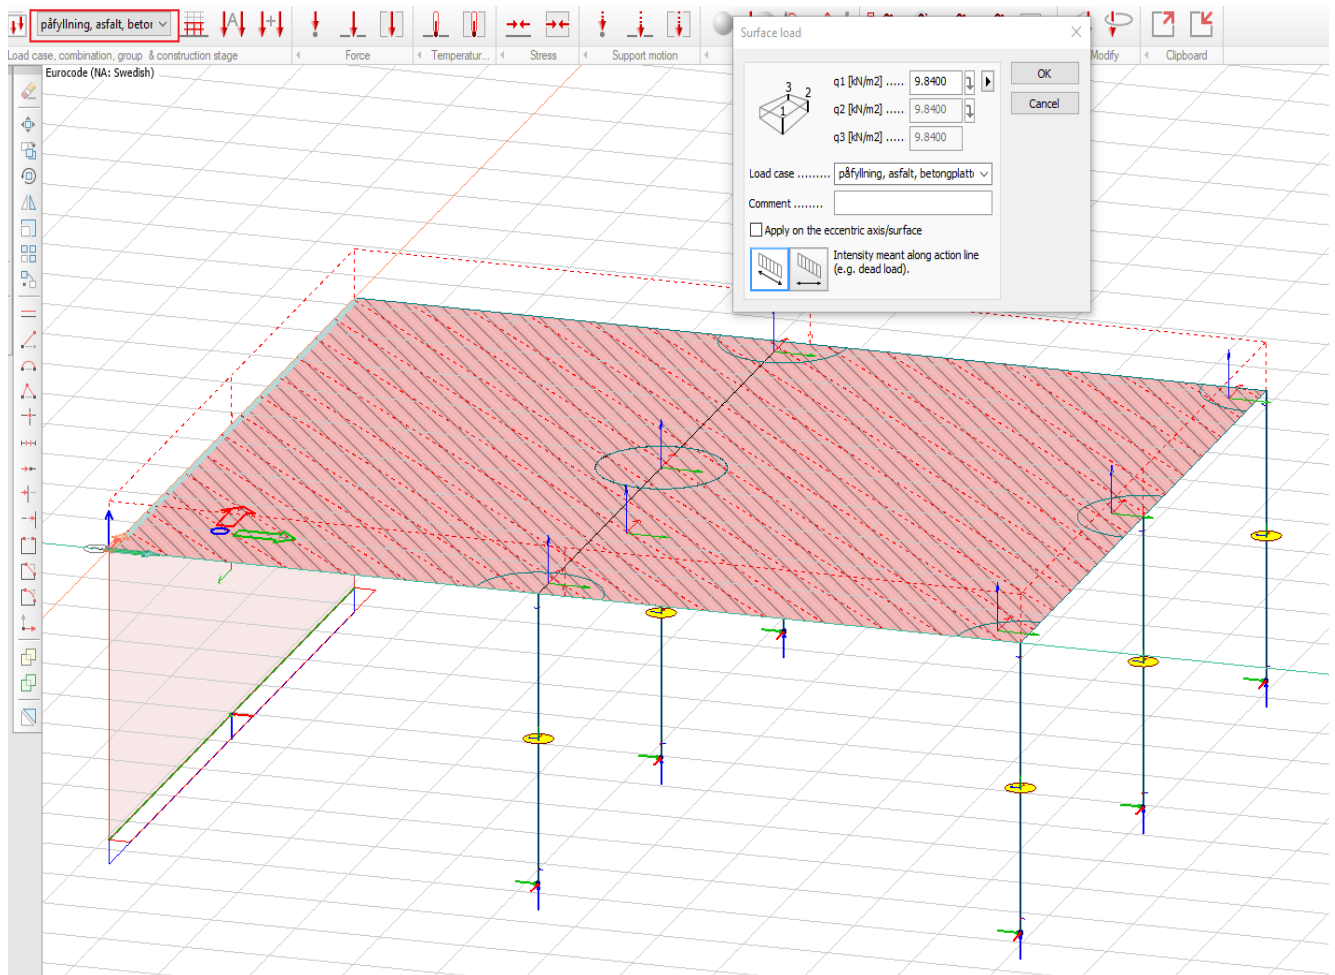 påfyllning, asfalt, betor
A
Load case, combination, group & construction stage
Force
Temperatur...
Stress
Support motion
Modify
Clipboard
Eurocode (NA: Swedish)
Surface load
q1 [kN/m2] ..... 9.8400
OK
q2 [kN/m2] ..... 9.8400
Cancel
q3 [kN/m2] ..... 9.8400
3
2
1
Load case ......... påfyllning, asfalt, betongplatt
Comment ........
Apply on the eccentric axis/surface
Intensity meant along action line
(e.g. dead load).